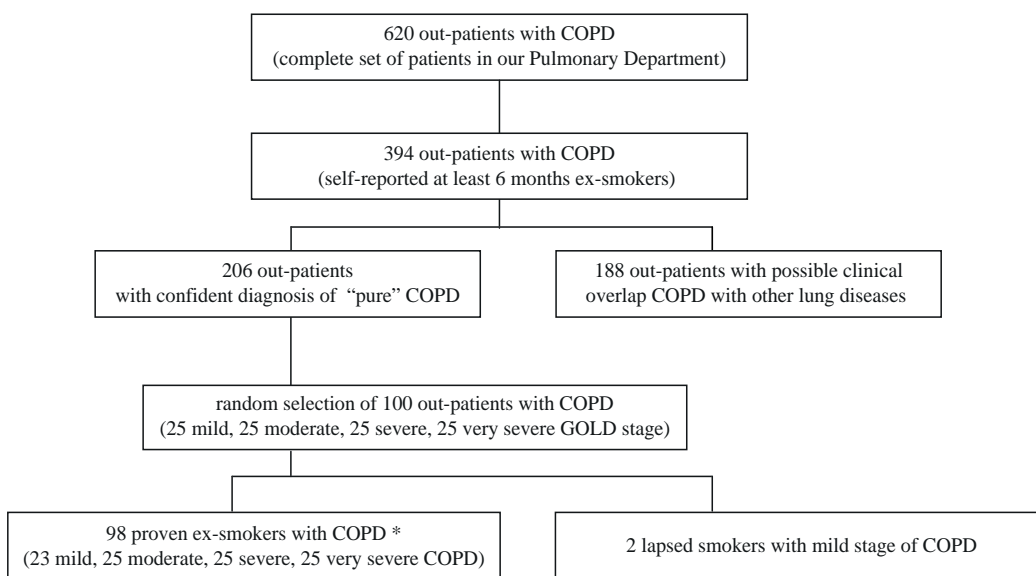 620 out-patients with COPD
(complete set of patients in our Pulmonary Department)
394 out-patients with COPD
(self-reported at least 6 months ex-smokers)
206 out-patients
with confident diagnosis of “pure” COPD
188 out-patients with possible clinical
overlap COPD with other lung diseases
random selection of 100 out-patients with COPD
(25 mild, 25 moderate, 25 severe, 25 very severe GOLD stage)
98 proven ex-smokers with COPD *
(23 mild, 25 moderate, 25 severe, 25 very severe COPD)
2 lapsed smokers with mild stage of COPD